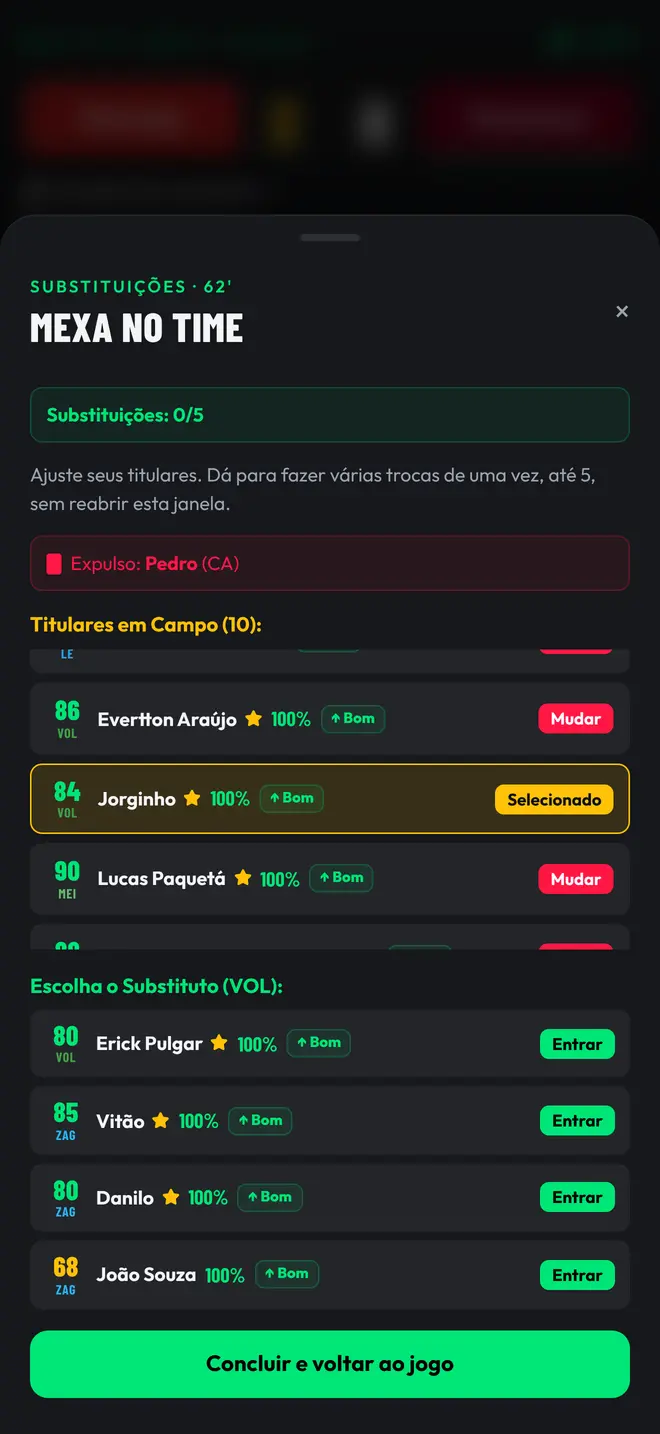 SUBSTITUIÇÕES · 62'
MEXA NO TIME
×
Substituições: 0/5
Ajuste seus titulares. Dá para fazer várias trocas de uma vez, até 5,
sem reabrir esta janela.
Expulso: Pedro (CA)
Titulares em Campo (10):
LE
86 VOL Evertton Araújo 100% ↑ Bom Mudar
84 VOL Jorginho 100% ↑ Bom Selecionado
90 MEI Lucas Paquetá 100% ↑ Bom Mudar
Escolha o Substituto (VOL):
80 VOL Erick Pulgar 100% ↑ Bom Entrar
85 ZAG Vitão 100% ↑ Bom Entrar
80 ZAG Danilo 100% ↑ Bom Entrar
68 ZAG João Souza 100% ↑ Bom Entrar
Concluir e voltar ao jogo